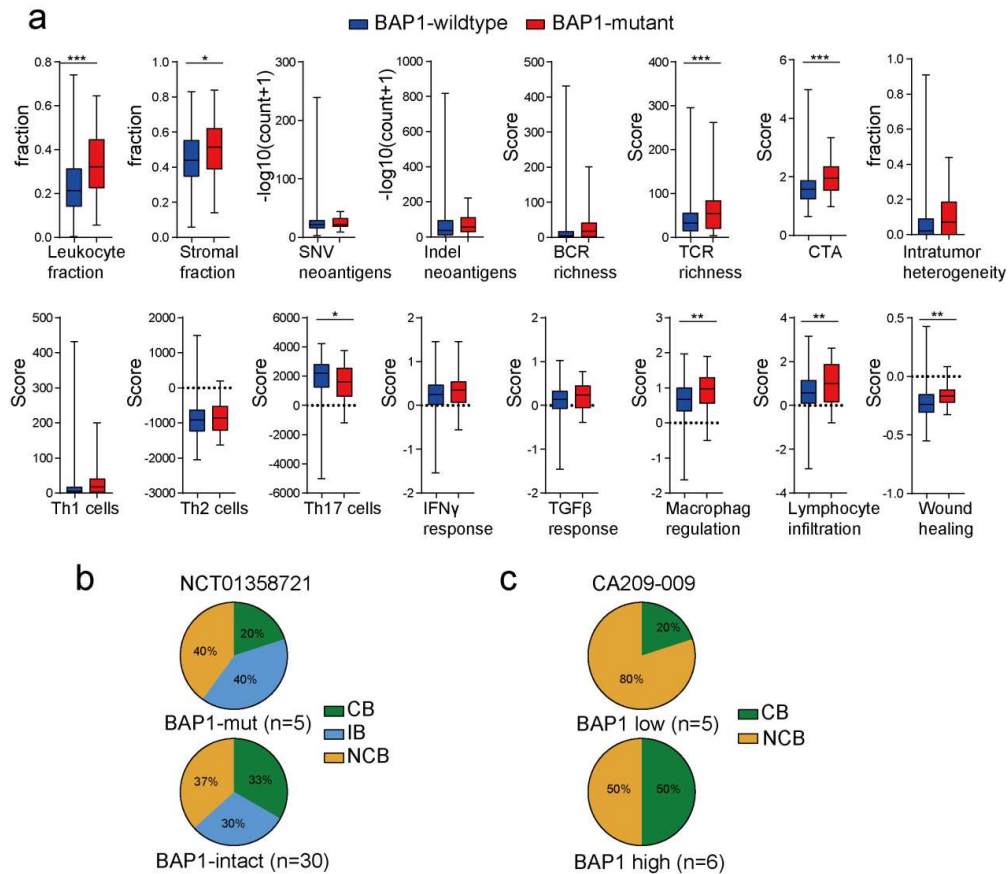 a
BAP1-wildtype BAP1-mutant
0.8 0.6 0.4 0.2 0.0 fraction *** Leukocyte fraction
1.0 0.8 0.6 0.4 0.2 0.0 fraction * Stromal fraction
300 200 100 0 -log10(count+1) SNV neoantigens
1000 800 600 400 200 0 -log10(count+1) Indel neoantigens
500 400 300 200 100 0 Score BCR richness
400 300 200 100 0 Score *** TCR richness
6 4 2 0 Score *** CTA
1.0 0.8 0.6 0.4 0.2 0.0 fraction Intratumor heterogeneity
500 400 300 200 100 0 Score Th1 cells
2000 1000 0 -1000 -2000 -3000 Score Th2 cells
6000 4000 2000 0 -2000 -4000 -6000 Score * Th17 cells
2 1 0 -1 -2 Score IFNγ response
2 1 0 -1 -2 Score TGFβ response
3 2 1 0 -1 -2 Score ** Macrophag regulation
6 4 2 0 -2 -4 Score ** Lymphocyte infiltration
0.5 0.0 -0.5 -1.0 Score ** Wound healing
b
NCT01358721
20%
40%
40%
BAP1-mut (n=5)
CB
IB
NCB
37% 33%
30%
BAP1-intact (n=30)
c
CA209-009
20%
80%
BAP1 low (n=5)
CB
NCB
50% 50%
BAP1 high (n=6)